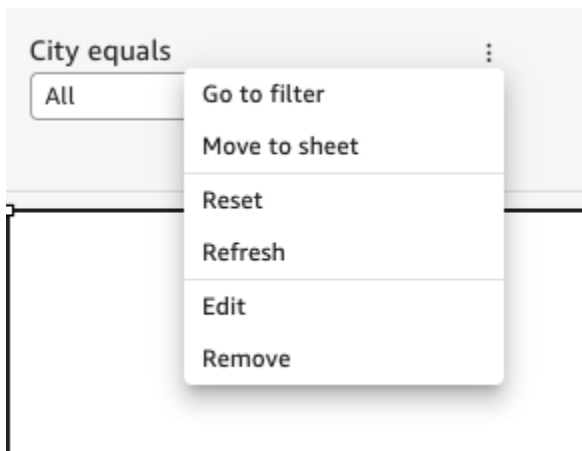 City equals
All
Go to filter
Move to sheet
Reset
Refresh
Edit
Remove